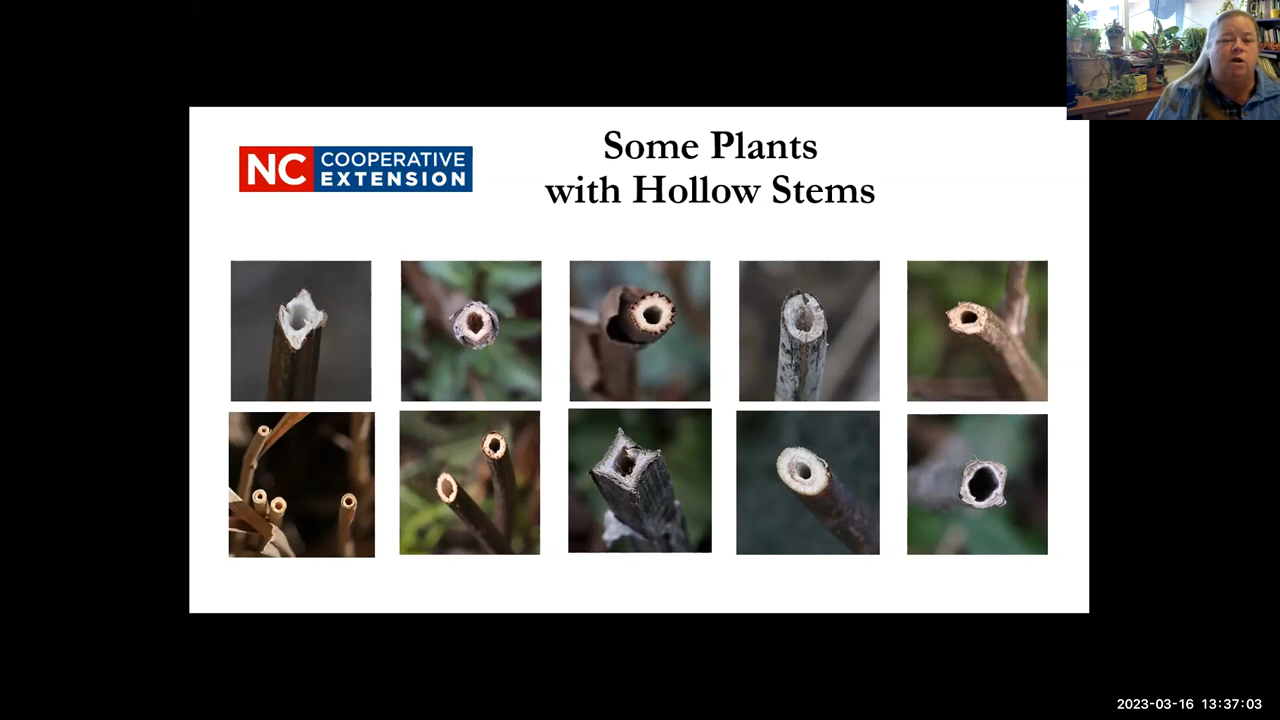 NC COOPERATIVE
EXTENSION
Some Plants
with Hollow Stems
2023-03-16 13:37:03